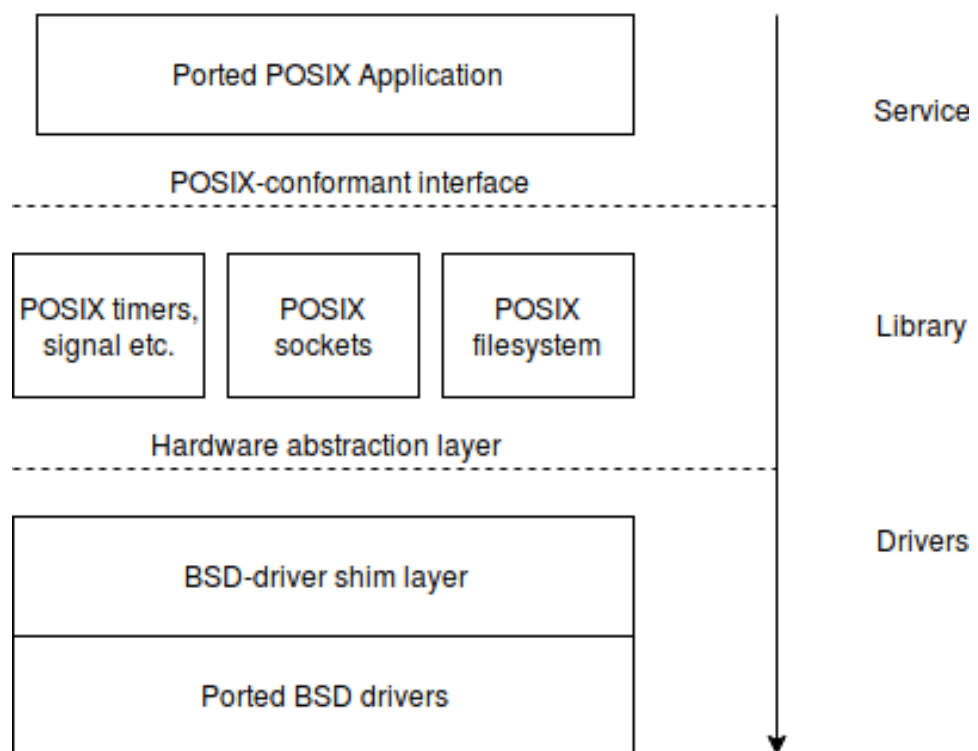 Ported POSIX Application
Service
POSIX-conformant interface
POSIX timers,
signal etc.
POSIX
sockets
POSIX
filesystem
Library
Hardware abstraction layer
BSD-driver shim layer
Drivers
Ported BSD drivers